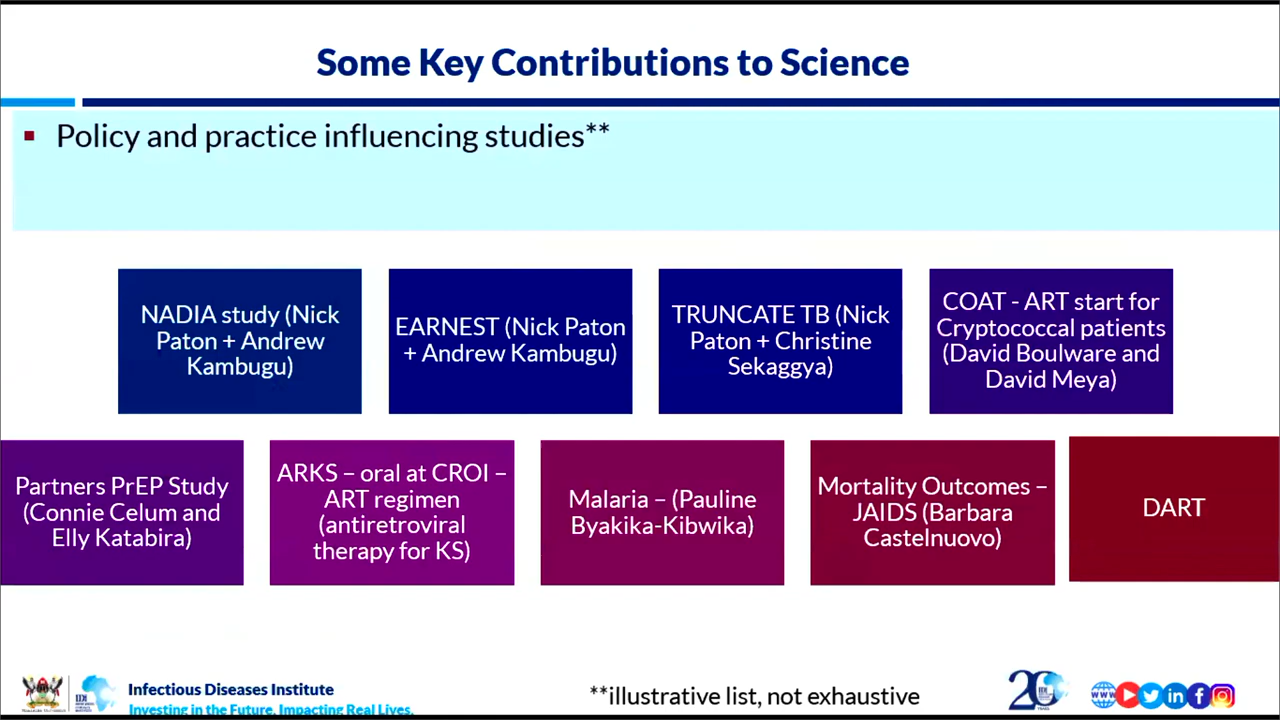 Some Key Contributions to Science
▪ Policy and practice influencing studies**
NADIA study (Nick
Paton + Andrew
Kambugu)
EARNEST (Nick Paton
+ Andrew Kambugu)
TRUNCATE TB (Nick
Paton + Christine
Sekaggya)
COAT - ART start for
Cryptococcal patients
(David Boulware and
David Meya)
Partners PrEP Study
(Connie Celum and
Elly Katabira)
ARKS – oral at CROI –
ART regimen
(antiretroviral
therapy for KS)
Malaria – (Pauline
Byakika-Kibwika)
Mortality Outcomes –
JAIDS (Barbara
Castelnuovo)
DART
Infectious Diseases Institute
Investing in the Future. Impacting Real Lives.
**illustrative list, not exhaustive
20
www